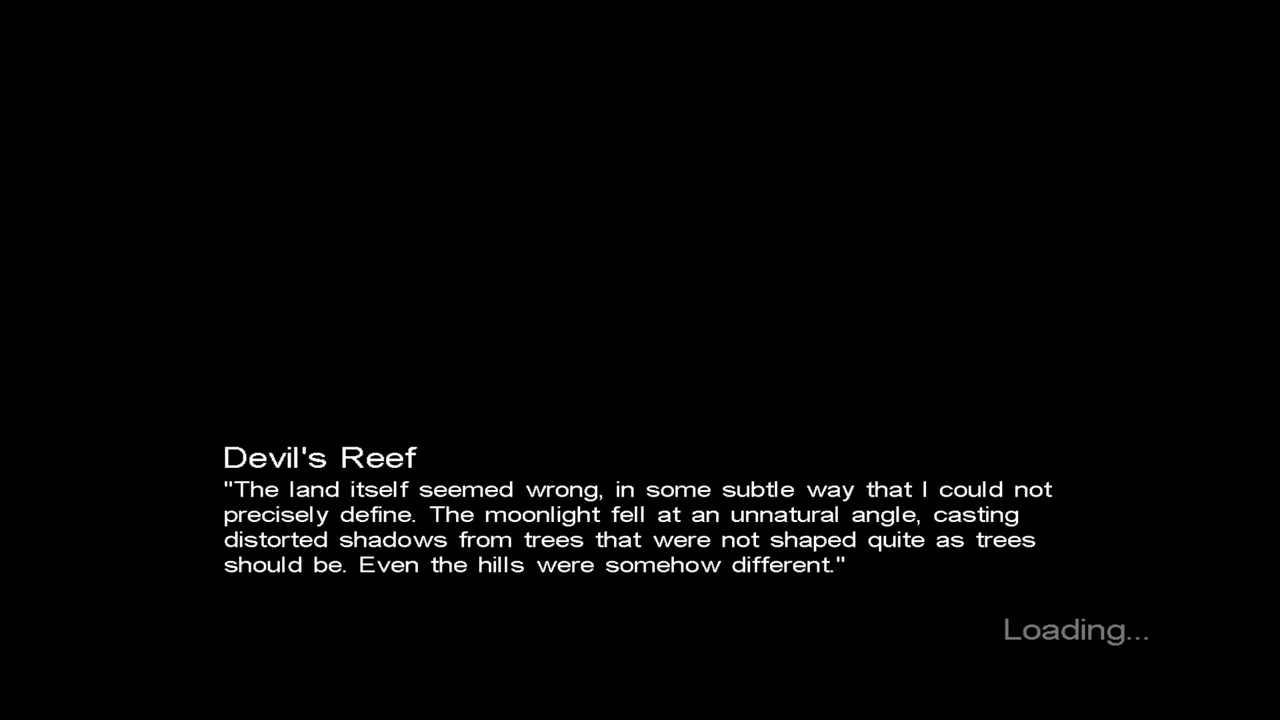 Devil's Reef
"The land itself seemed wrong, in some subtle way that I could not
precisely define. The moonlight fell at an unnatural angle, casting
distorted shadows from trees that were not shaped quite as trees
should be. Even the hills were somehow different."
Loading...